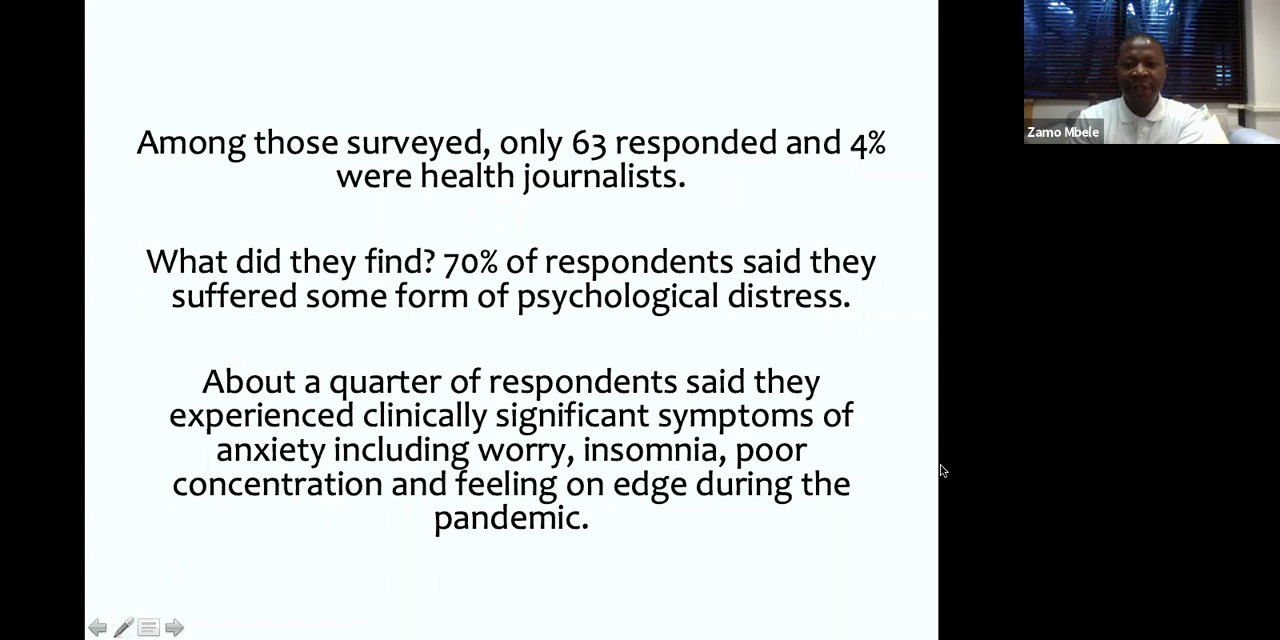 Among those surveyed, only 63 responded and 4%
were health journalists.
What did they find? 70% of respondents said they
suffered some form of psychological distress.
About a quarter of respondents said they
experienced clinically significant symptoms of
anxiety including worry, insomnia, poor
concentration and feeling on edge during the
pandemic.
Zamo Mbele